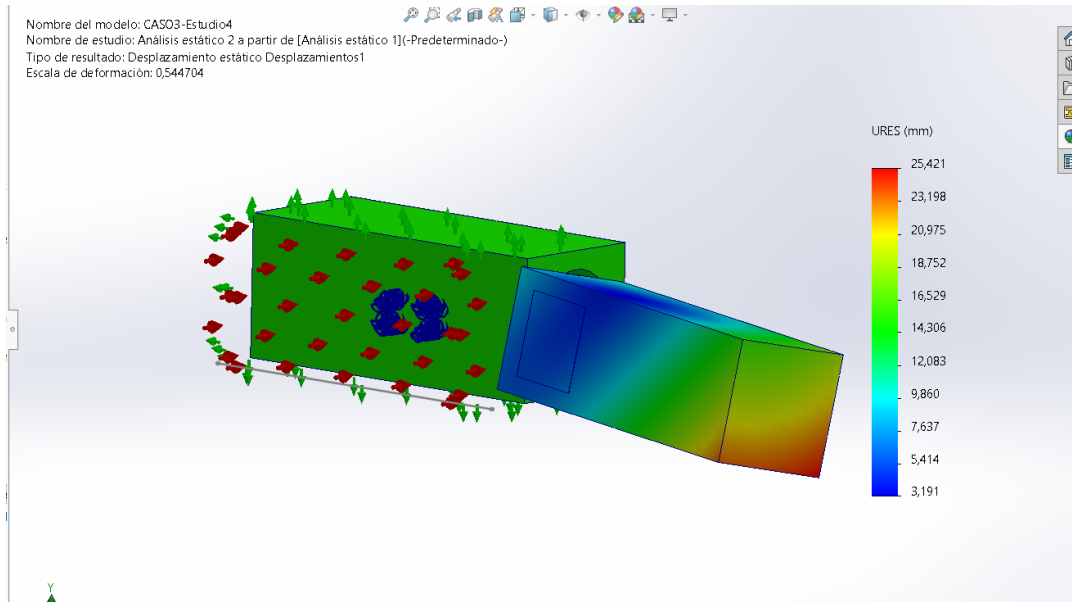 Nombre del modelo: CASO3-Estudio4
Nombre de estudio: Análisis estático 2 a partir de [Análisis estático 1](-Predeterminado-)
Tipo de resultado: Desplazamiento estático Desplazamientos1
Escala de deformación: 0,544704
URES (mm)
25,421
23,198
20,975
18,752
16,529
14,306
12,083
9,860
7,637
5,414
3,191
Y